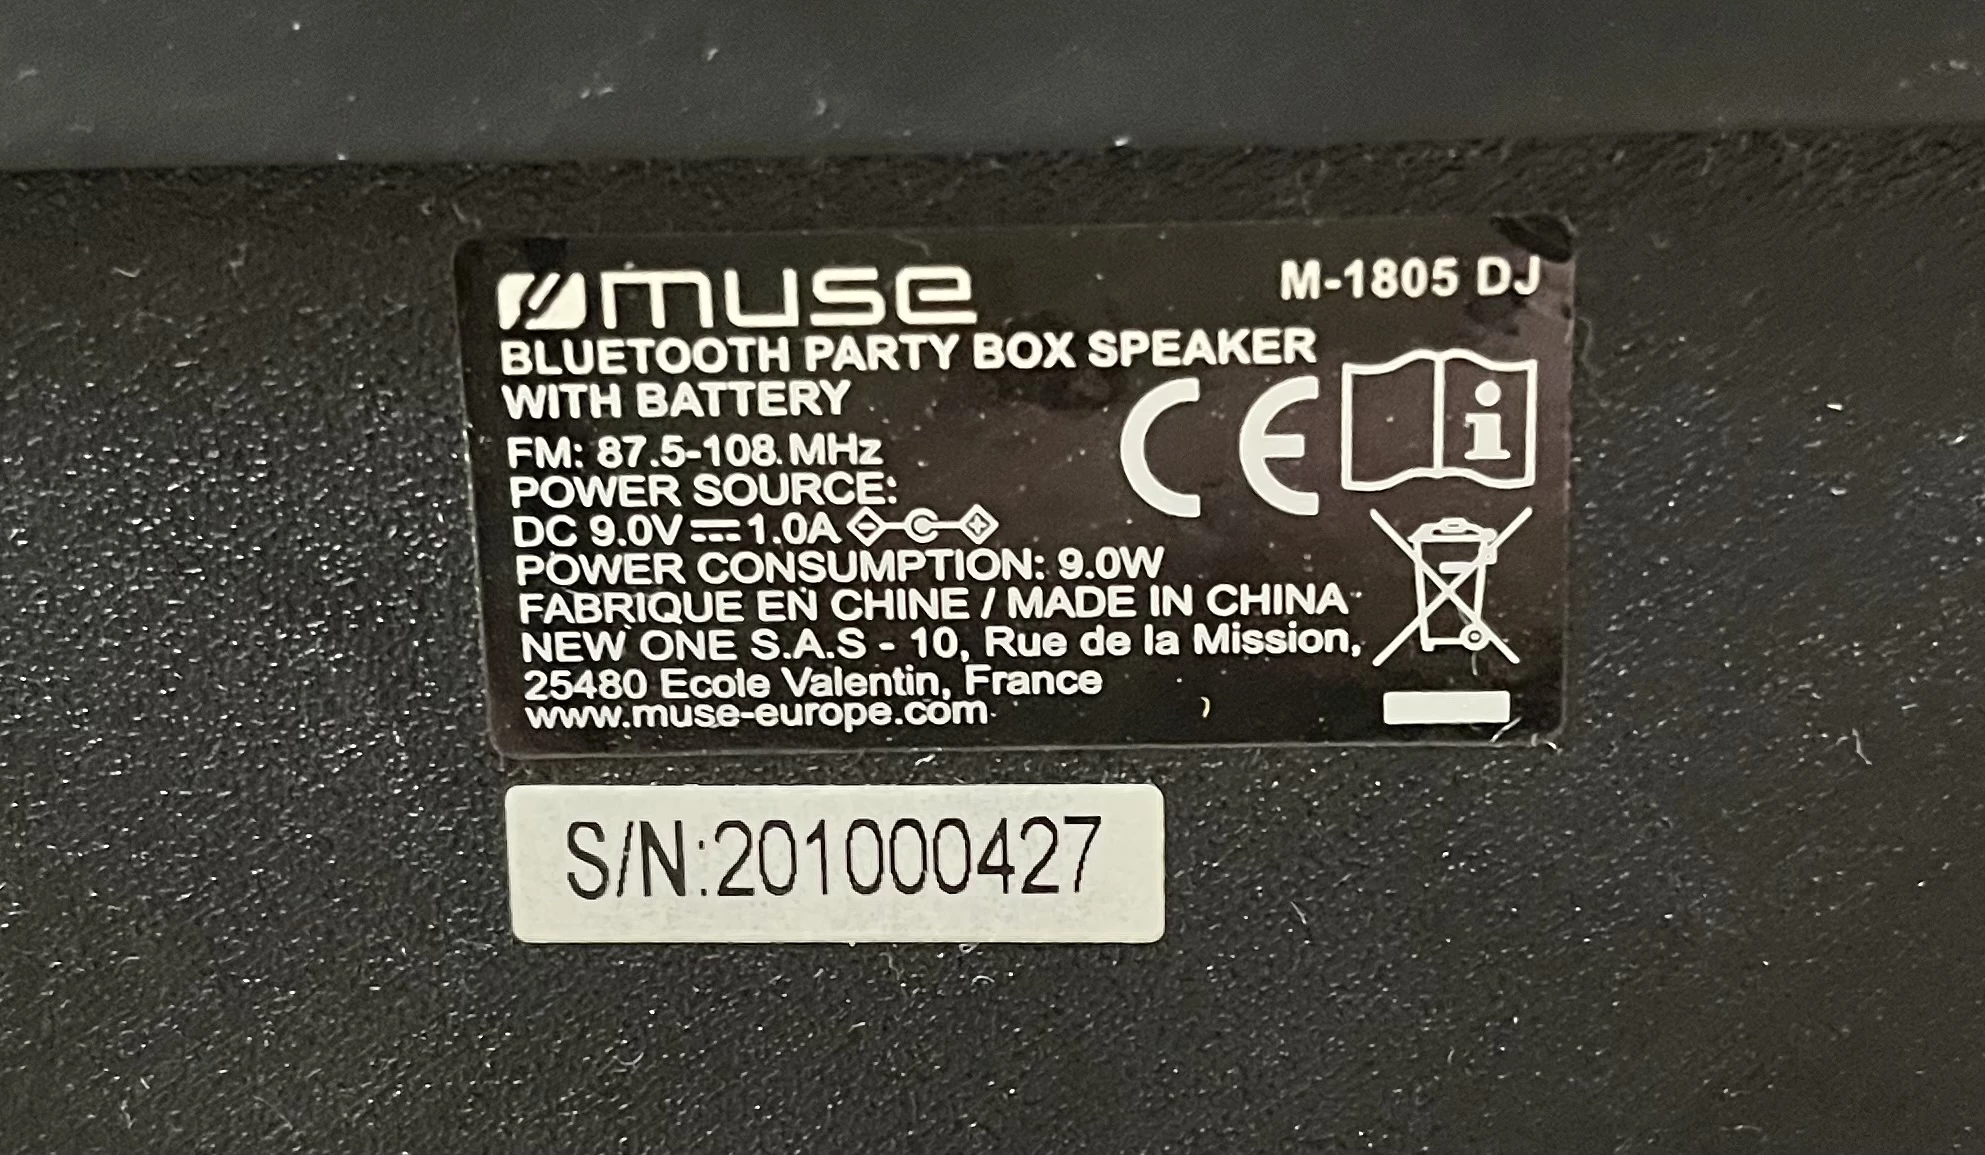 muse
M-1805 DJ
BLUETOOTH PARTY BOX SPEAKER
WITH BATTERY
FM: 87.5-108 MHz
POWER SOURCE:
DC 9.0V⎓1.0A
POWER CONSUMPTION: 9.0W
FABRIQUE EN CHINE / MADE IN CHINA
NEW ONE S.A.S - 10, Rue de la Mission,
25480 Ecole Valentin, France
www.muse-europe.com
CE
i
S/N:201000427